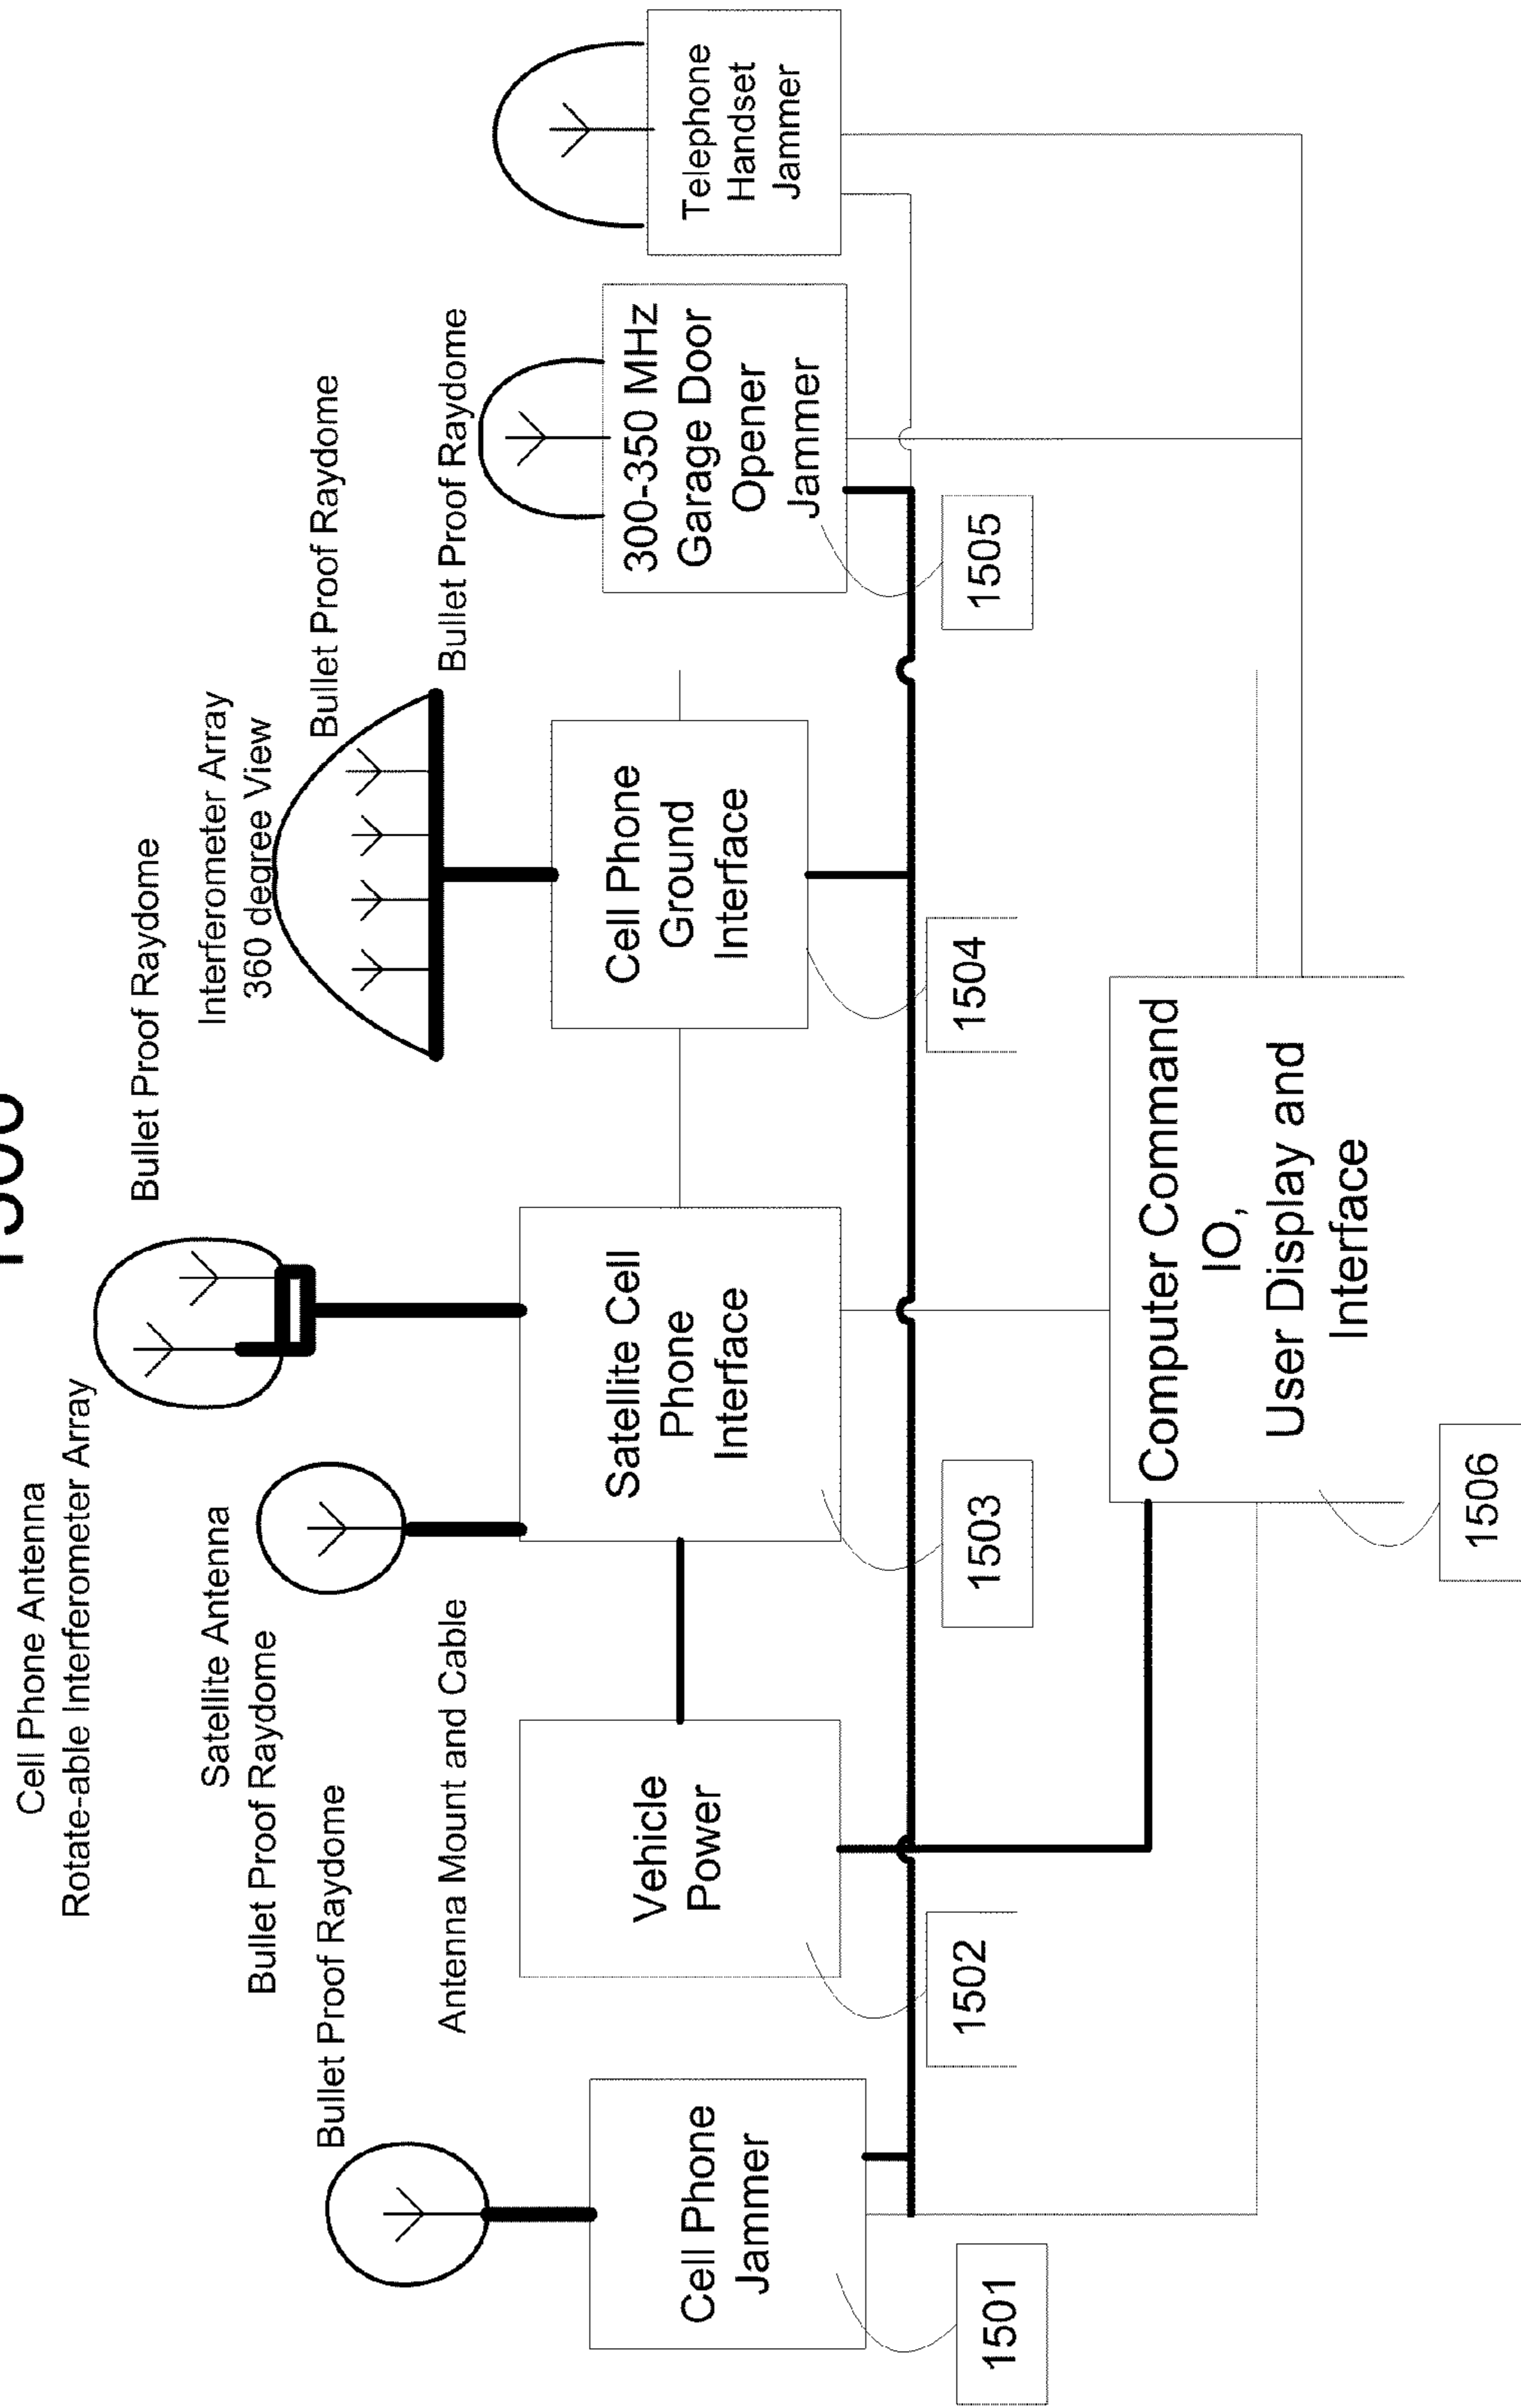 Cell Phone Antenna
Rotate-able Interferometer Array
Bullet Proof Raydome
Satellite Antenna
Bullet Proof Raydome
Interferometer Array
360 degree View
Bullet Proof Raydome
Bullet Proof Raydome
Antenna Mount and Cable
Bullet Proof Raydome
Cell Phone
Jammer
Vehicle
Power
Satellite Cell
Phone
Interface
Cell Phone
Ground
Interface
300-350 MHz
Garage Door
Opener
Jammer
Telephone
Handset
Jammer
1501
1502
1503
1504
1505
Computer Command
IO,
User Display and
Interface
1506